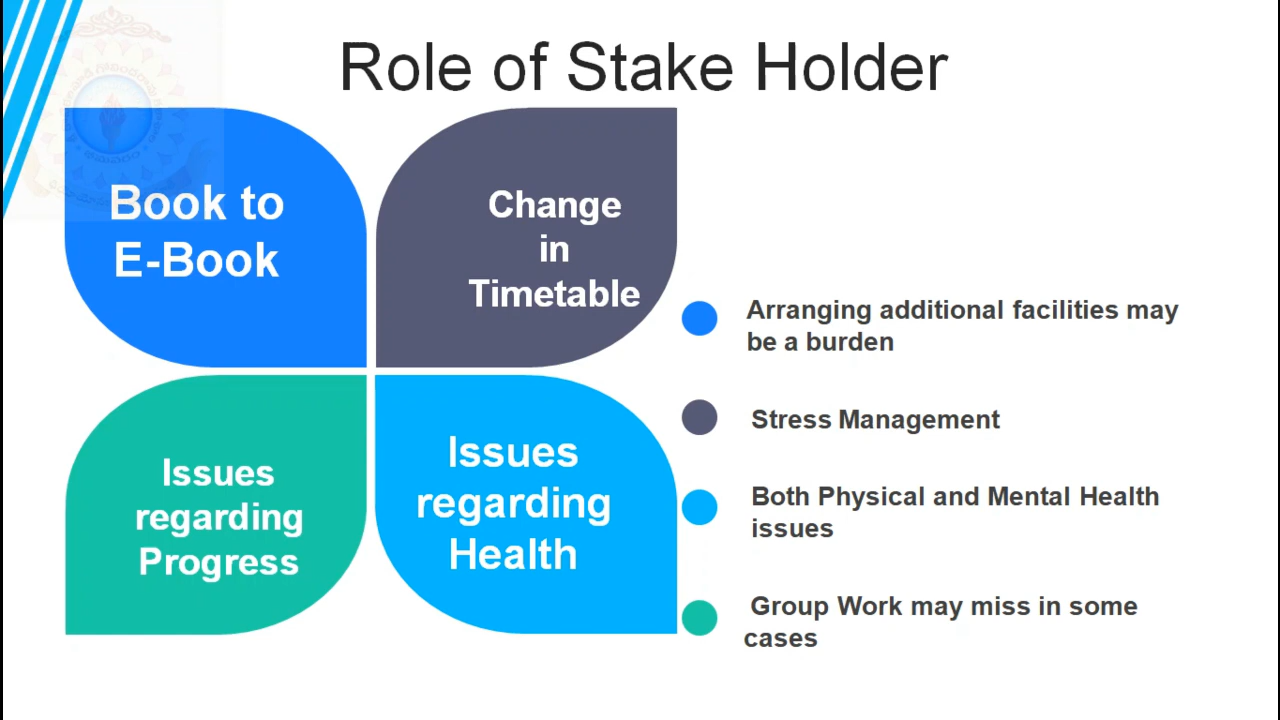 Role of Stake Holder
Book to
E-Book
Change
in
Timetable
Issues
regarding
Progress
Issues
regarding
Health
Arranging additional facilities may
be a burden
Stress Management
Both Physical and Mental Health
issues
Group Work may miss in some
cases